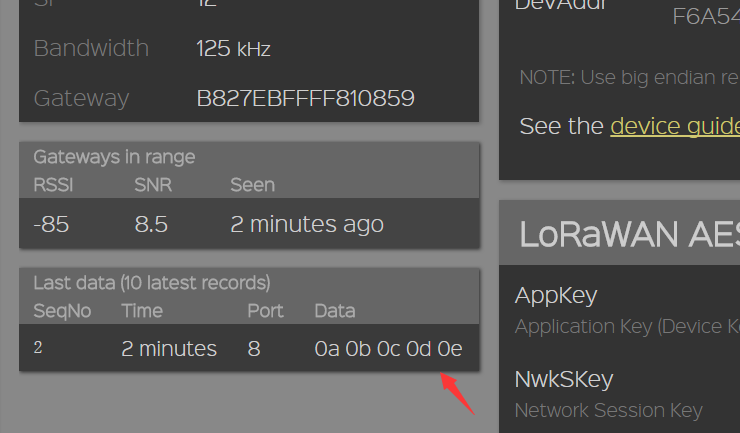 12
Bandwidth 125 kHz
Gateway B827EBFFFF810859
Gateways in range
RSSI SNR Seen
-85 8.5 2 minutes ago
Last data (10 latest records)
SeqNo Time Port Data
2 2 minutes 8 0a 0b 0c 0d 0e
DevAddr
F6A54
NOTE: Use big endian re
See the device guide
LoRaWAN AES
AppKey
Application Key (Device K
NwkSKey
Network Session Key